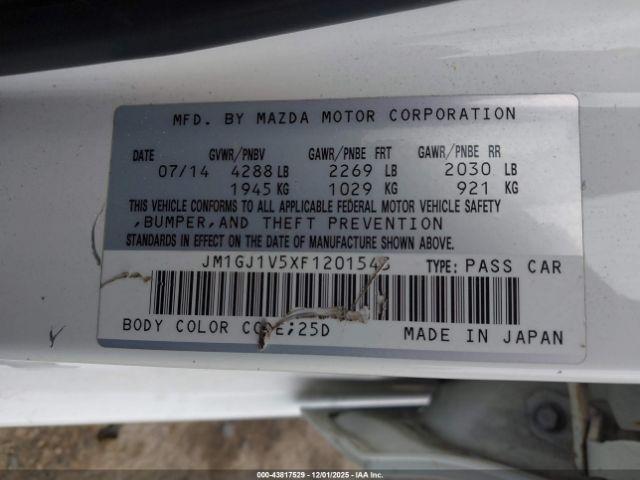 MFD. BY MAZDA MOTOR CORPORATION
DATE GVWR/PNBV GAWR/PNBE FRT GAWR/PNBE RR
07/14 4288 LB 2269 LB 2030 LB
1945 KG 1029 KG 921 KG
THIS VEHICLE CONFORMS TO ALL APPLICABLE FEDERAL MOTOR VEHICLE SAFETY
,BUMPER,AND THEFT PREVENTION
STANDARDS IN EFFECT ON THE DATE OF MANUFACTURE SHOWN ABOVE.
TYPE: PASS CAR
BODY COLOR CODE;25D MADE IN JAPAN
000-43817529 - 12/01/2025 - IAAI.COM